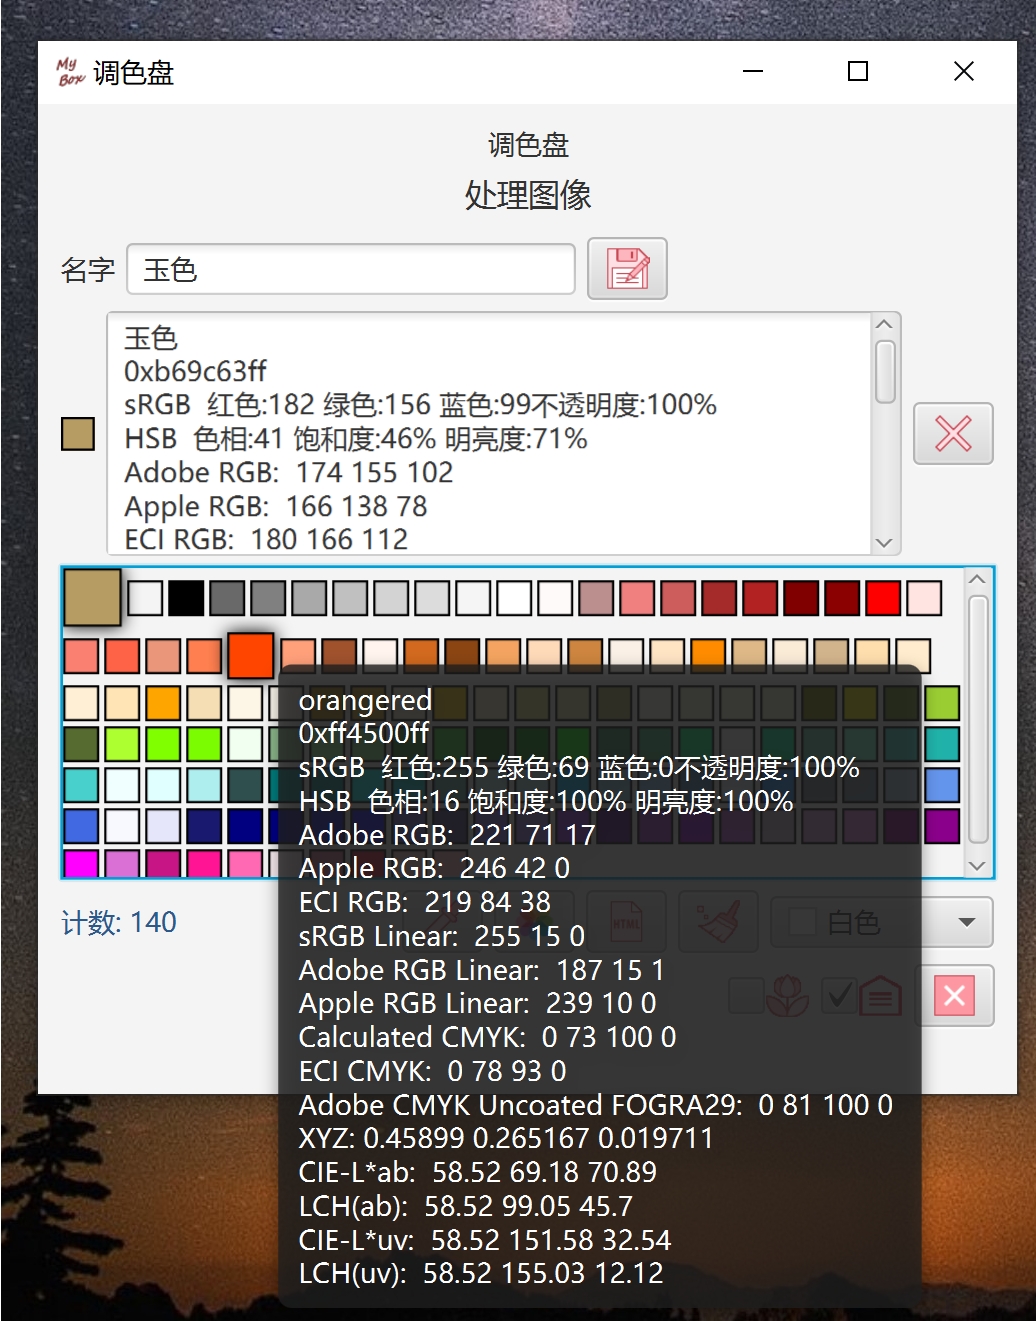 My Box 调色盘
调色盘
处理图像
名字 玉色
玉色
0xb69c63ff
sRGB 红色:182 绿色:156 蓝色:99不透明度:100%
HSB 色相:41 饱和度:46% 明亮度:71%
Adobe RGB: 174 155 102
Apple RGB: 166 138 78
ECI RGB: 180 166 112
orangered
0xff4500ff
sRGB 红色:255 绿色:69 蓝色:0不透明度:100%
HSB 色相:16 饱和度:100% 明亮度:100%
Adobe RGB: 221 71 17
Apple RGB: 246 42 0
ECI RGB: 219 84 38
sRGB Linear: 255 15 0
Adobe RGB Linear: 187 15 1
Apple RGB Linear: 239 10 0
Calculated CMYK: 0 73 100 0
ECI CMYK: 0 78 93 0
Adobe CMYK Uncoated FOGRA29: 0 81 100 0
XYZ: 0.45899 0.265167 0.019711
CIE-L*ab: 58.52 69.18 70.89
LCH(ab): 58.52 99.05 45.7
CIE-L*uv: 58.52 151.58 32.54
LCH(uv): 58.52 155.03 12.12
计数: 140
HTML
白色